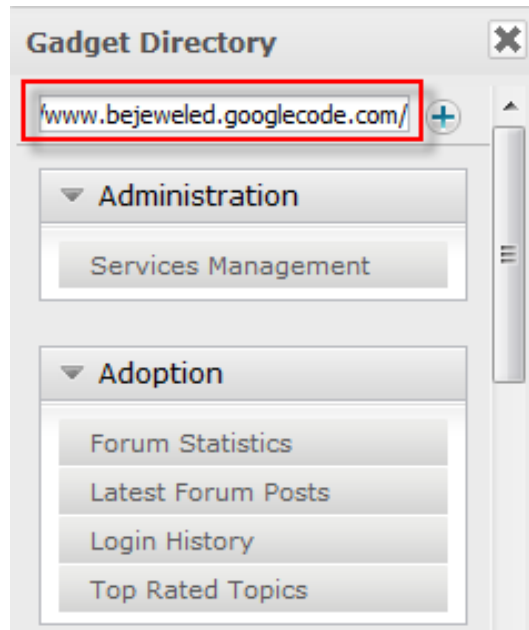 Gadget Directory
/www.bejeweled.googlecode.com/
Administration
Services Management
Adoption
Forum Statistics
Latest Forum Posts
Login History
Top Rated Topics